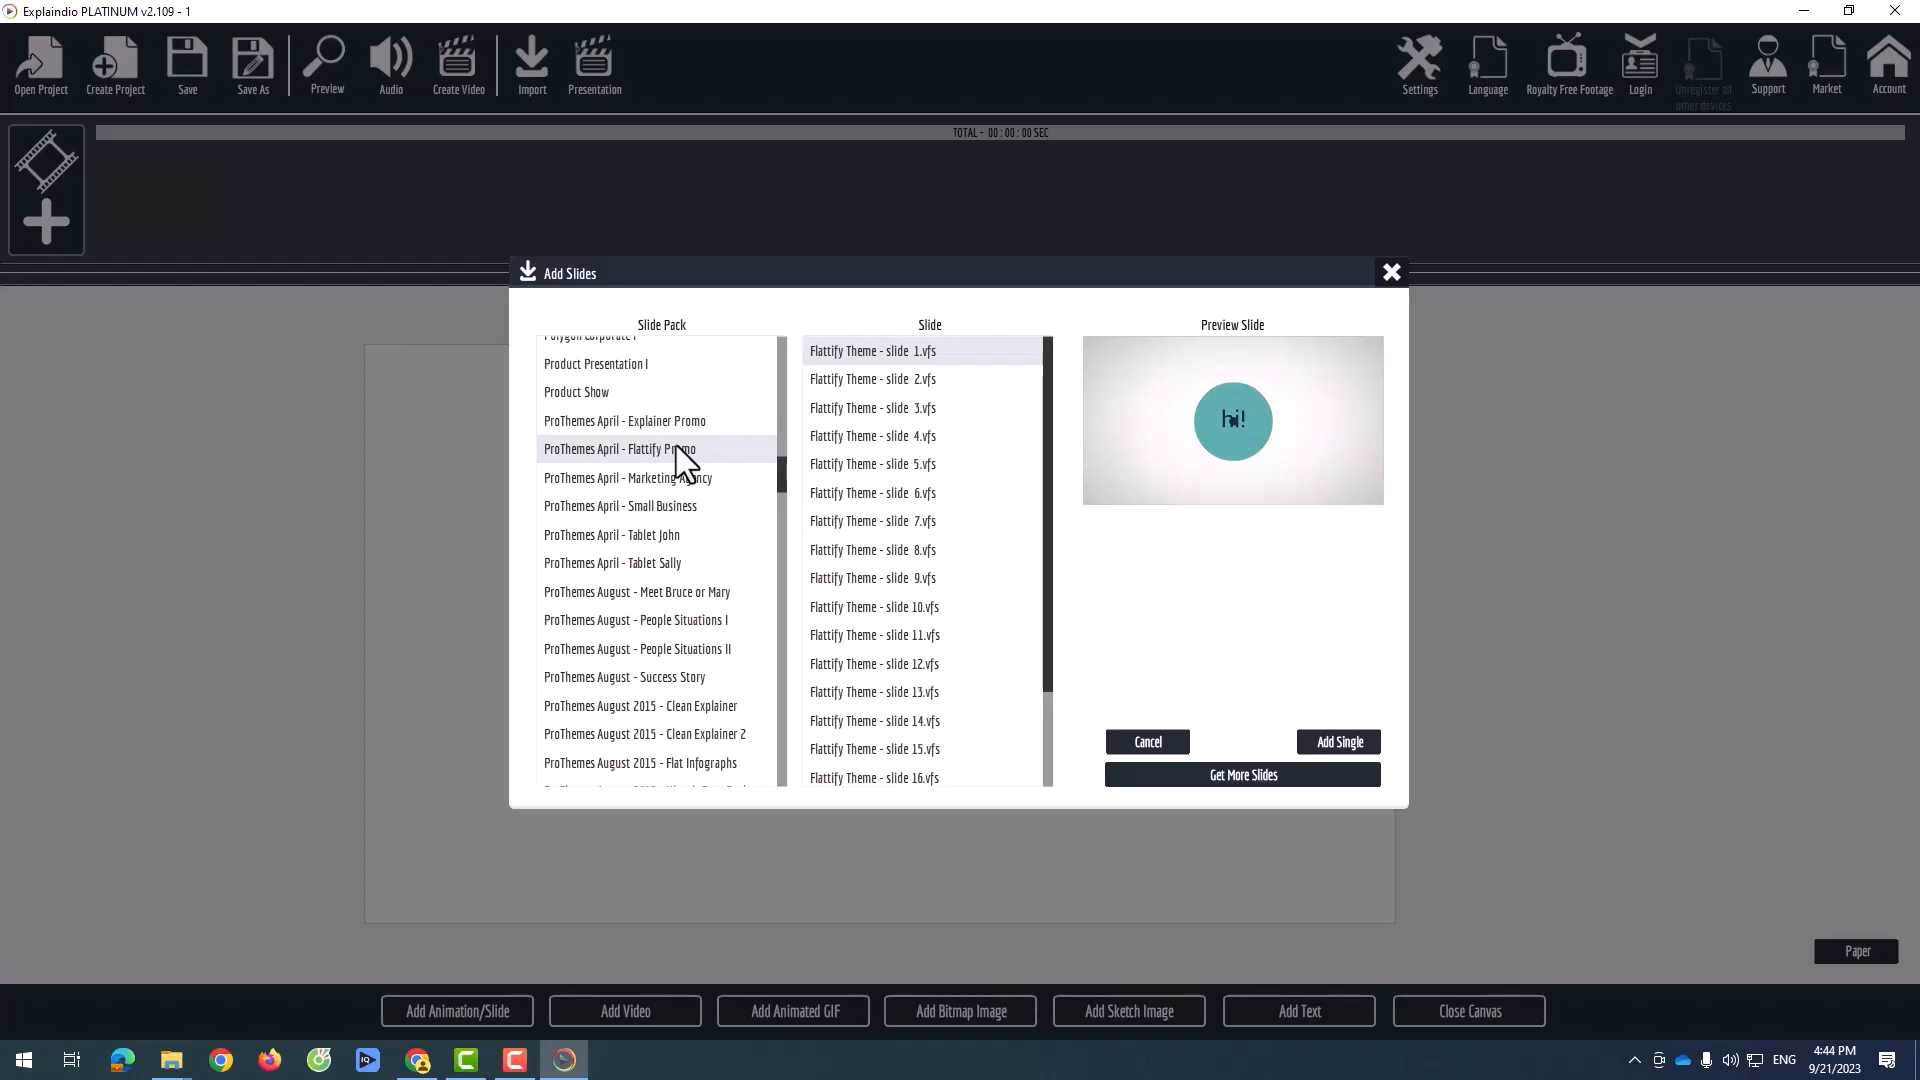 Explaindio PLATINUM v2.109 - 1
Open Project
Create Project
Save
Save As
Preview
Audio
Create Video
Import
Presentation
Settings
Language
Royalty Free Footage
Login
Unregister all
other devices
Support
Market
Account
TOTAL - 00 : 00 : 00 SEC
Add Slides
Slide Pack
Slide
Preview Slide
Polygon Corporate I
Product Presentation I
Product Show
ProThemes April - Explainer Promo
ProThemes April - Flattify Promo
ProThemes April - Marketing Agency
ProThemes April - Small Business
ProThemes April - Tablet John
ProThemes April - Tablet Sally
ProThemes August - Meet Bruce or Mary
ProThemes August - People Situations I
ProThemes August - People Situations II
ProThemes August - Success Story
ProThemes August 2015 - Clean Explainer
ProThemes August 2015 - Clean Explainer 2
ProThemes August 2015 - Flat Infographs
Flattify Theme - slide 1.vfs
Flattify Theme - slide 2.vfs
Flattify Theme - slide 3.vfs
Flattify Theme - slide 4.vfs
Flattify Theme - slide 5.vfs
Flattify Theme - slide 6.vfs
Flattify Theme - slide 7.vfs
Flattify Theme - slide 8.vfs
Flattify Theme - slide 9.vfs
Flattify Theme - slide 10.vfs
Flattify Theme - slide 11.vfs
Flattify Theme - slide 12.vfs
Flattify Theme - slide 13.vfs
Flattify Theme - slide 14.vfs
Flattify Theme - slide 15.vfs
Flattify Theme - slide 16.vfs
hi!
Cancel
Add Single
Get More Slides
Paper
Add Animation/Slide
Add Video
Add Animated GIF
Add Bitmap Image
Add Sketch Image
Add Text
Close Canvas
IQ
ENG
4:44 PM
9/21/2023